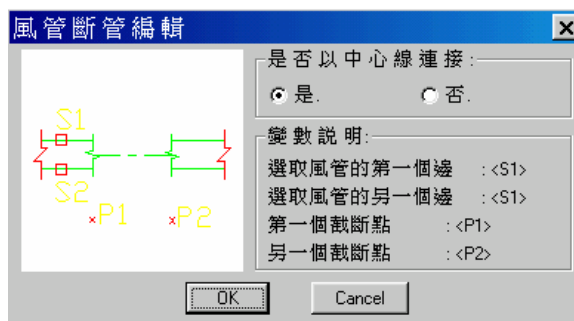 風管斷管編輯
S1
S2
P1
P2
是否以中心線連接:
是.
否.
變數說明:
選取風管的第一個邊 :<S1>
選取風管的另一個邊 :<S1>
第一個截斷點 :<P1>
另一個截斷點 :<P2>
OK
Cancel